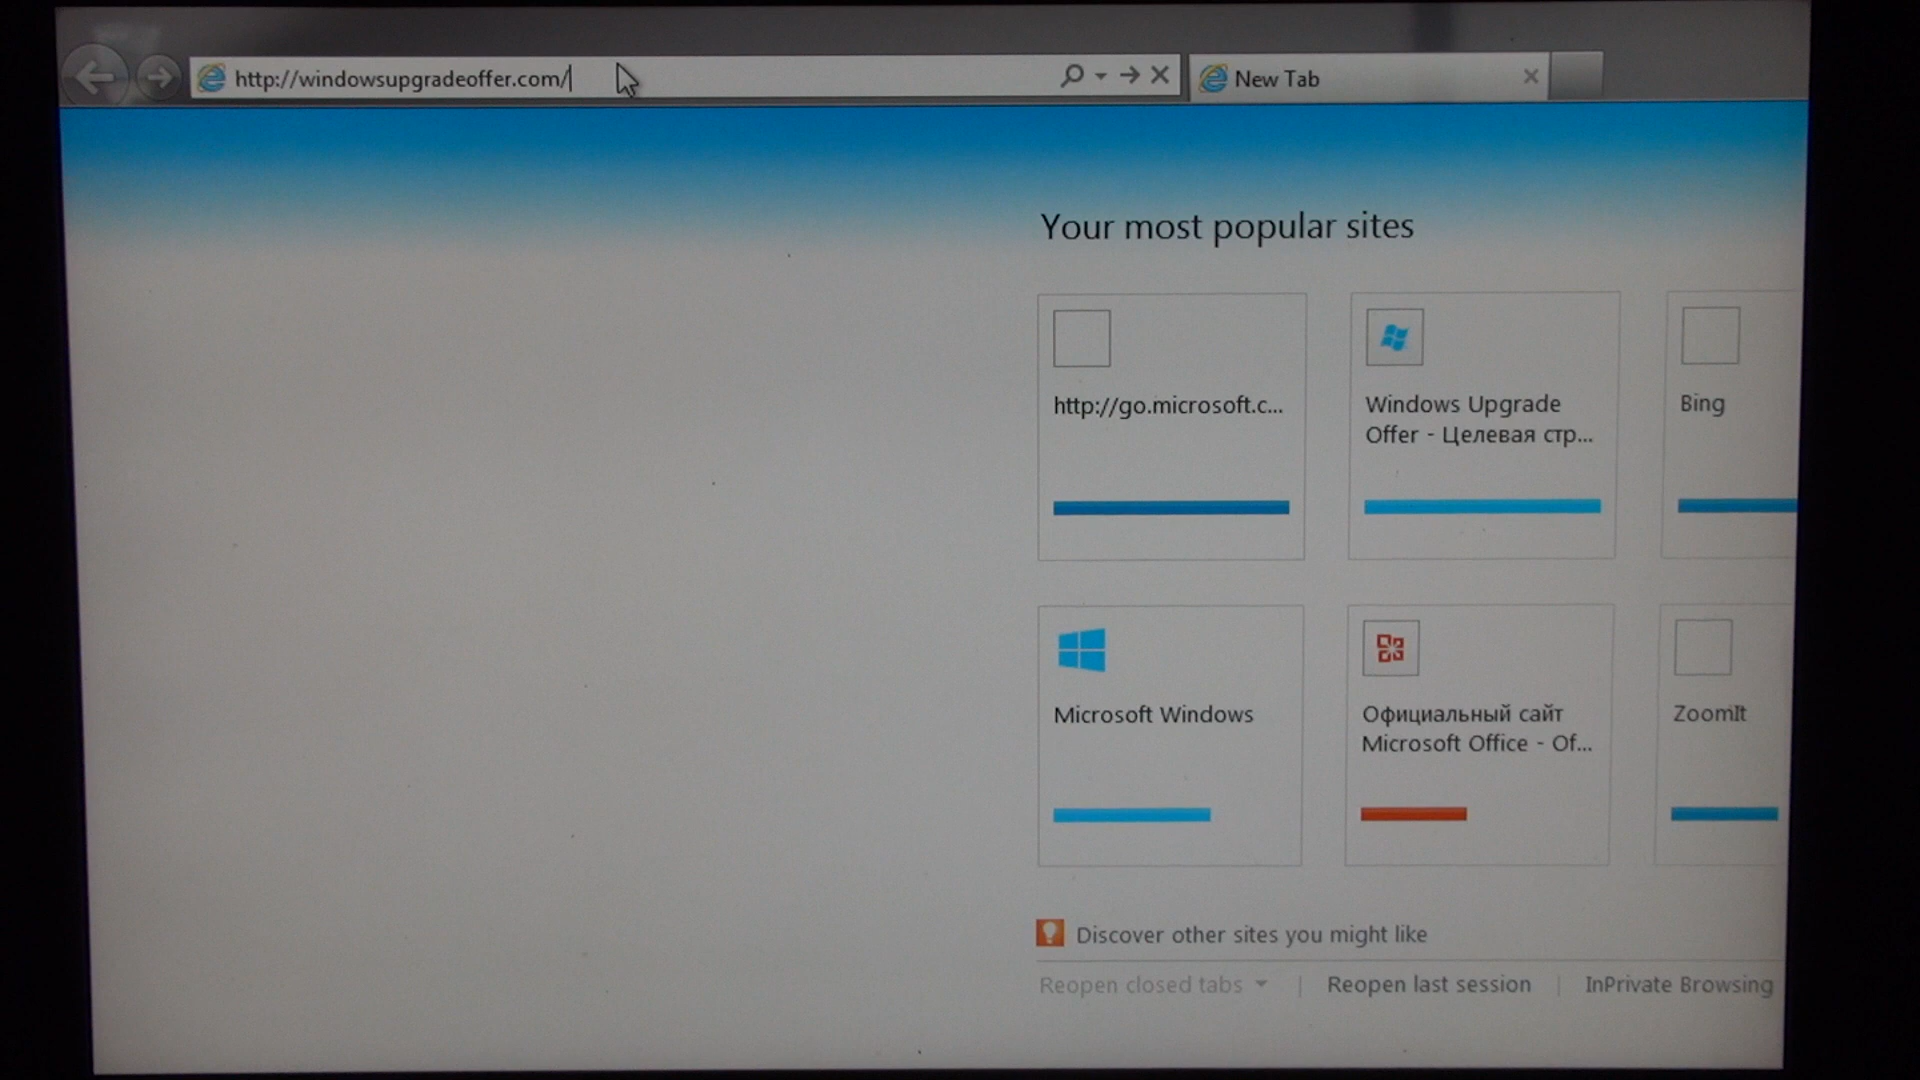 http://windowsupgradeoffer.com/
New Tab
Your most popular sites
http://go.microsoft.c...
Windows Upgrade
Offer - Целевая стр...
Bing
Microsoft Windows
Официальный сайт
Microsoft Office - Of...
ZoomIt
Discover other sites you might like
Reopen closed tabs | Reopen last session | InPrivate Browsing